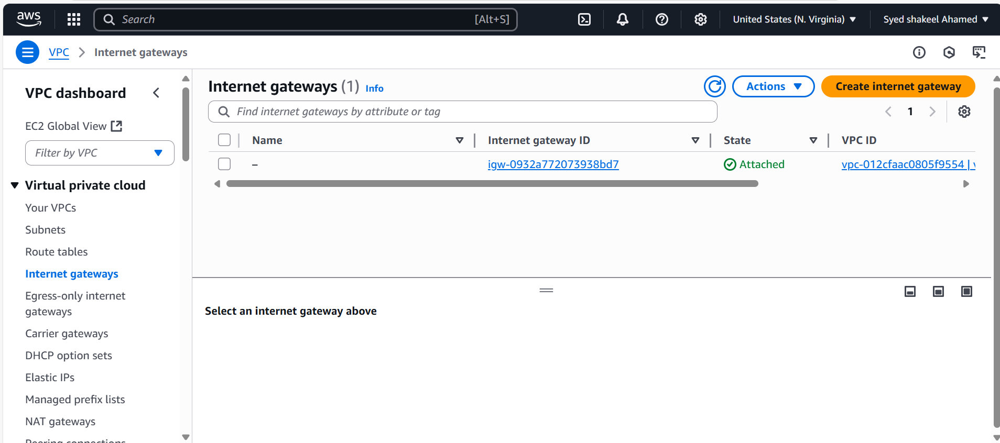 aws Search [Alt+S] United States (N. Virginia) Syed shakeel Ahamed
VPC Internet gateways
VPC dashboard
EC2 Global View
Filter by VPC
Virtual private cloud
Your VPCs
Subnets
Route tables
Internet gateways
Egress-only internet
gateways
Carrier gateways
DHCP option sets
Elastic IPs
Managed prefix lists
NAT gateways
Peering connections
Internet gateways (1) Info
Actions
Create internet gateway
Find internet gateways by attribute or tag
1
Name Internet gateway ID State VPC ID
– igw-0932a772073938bd7 Attached vpc-012cfaac0805f9554 |
Select an internet gateway above